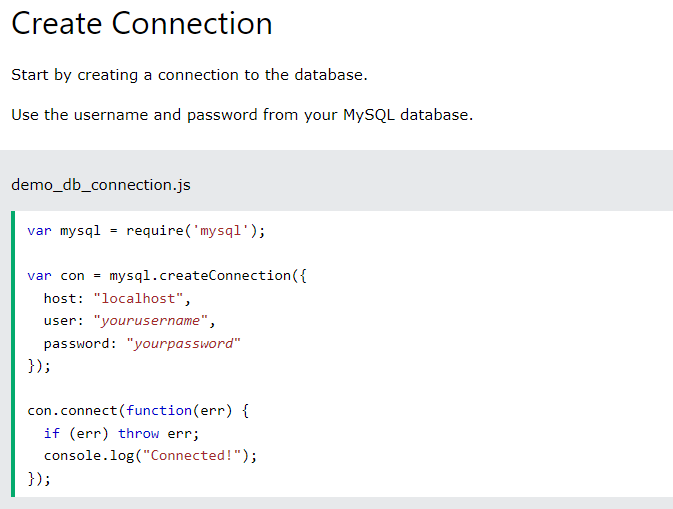 Create Connection
Start by creating a connection to the database.
Use the username and password from your MySQL database.
demo_db_connection.js
var mysql = require('mysql');
var con = mysql.createConnection({
  host: "localhost",
  user: "yourusername",
  password: "yourpassword"
});
con.connect(function(err) {
  if (err) throw err;
  console.log("Connected!");
});